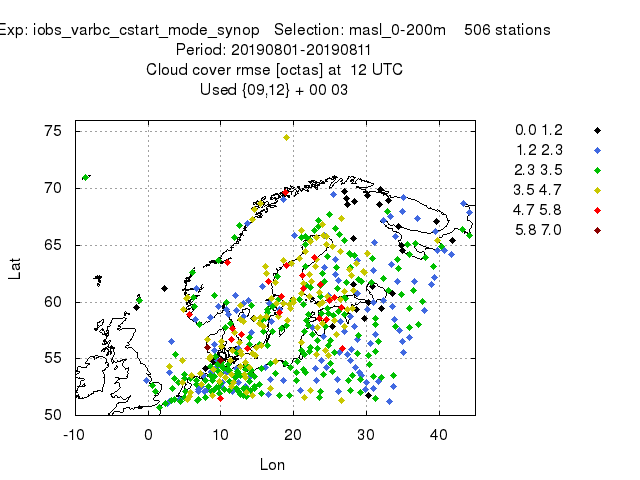 Exp: iobs_varbc_cstart_mode_synop Selection: masl_0-200m 506 stations
Period: 20190801-20190811
Cloud cover rmse [octas] at 12 UTC
Used {09,12} + 00 03
75
70
65
60
55
50
Lat
-10 0 10 20 30 40
Lon
0.0 1.2
1.2 2.3
2.3 3.5
3.5 4.7
4.7 5.8
5.8 7.0